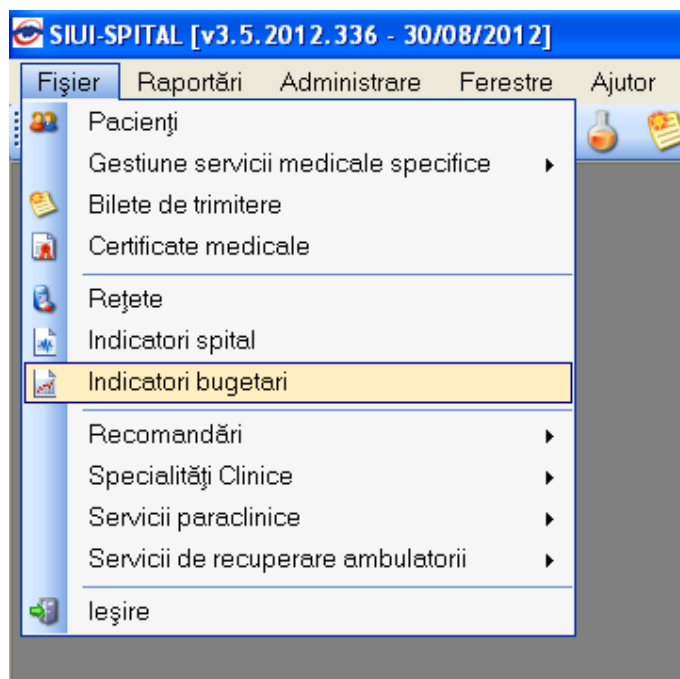 SIUI-SPITAL [v3.5.2012.336 - 30/08/2012]
Fişier Raportări Administrare Ferestre Ajutor
Pacienţi
Gestiune servicii medicale specifice
Bilete de trimitere
Certificate medicale
Reţete
Indicatori spital
Indicatori bugetari
Recomandări
Specialităţi Clinice
Servicii paraclinice
Servicii de recuperare ambulatorii
Ieşire